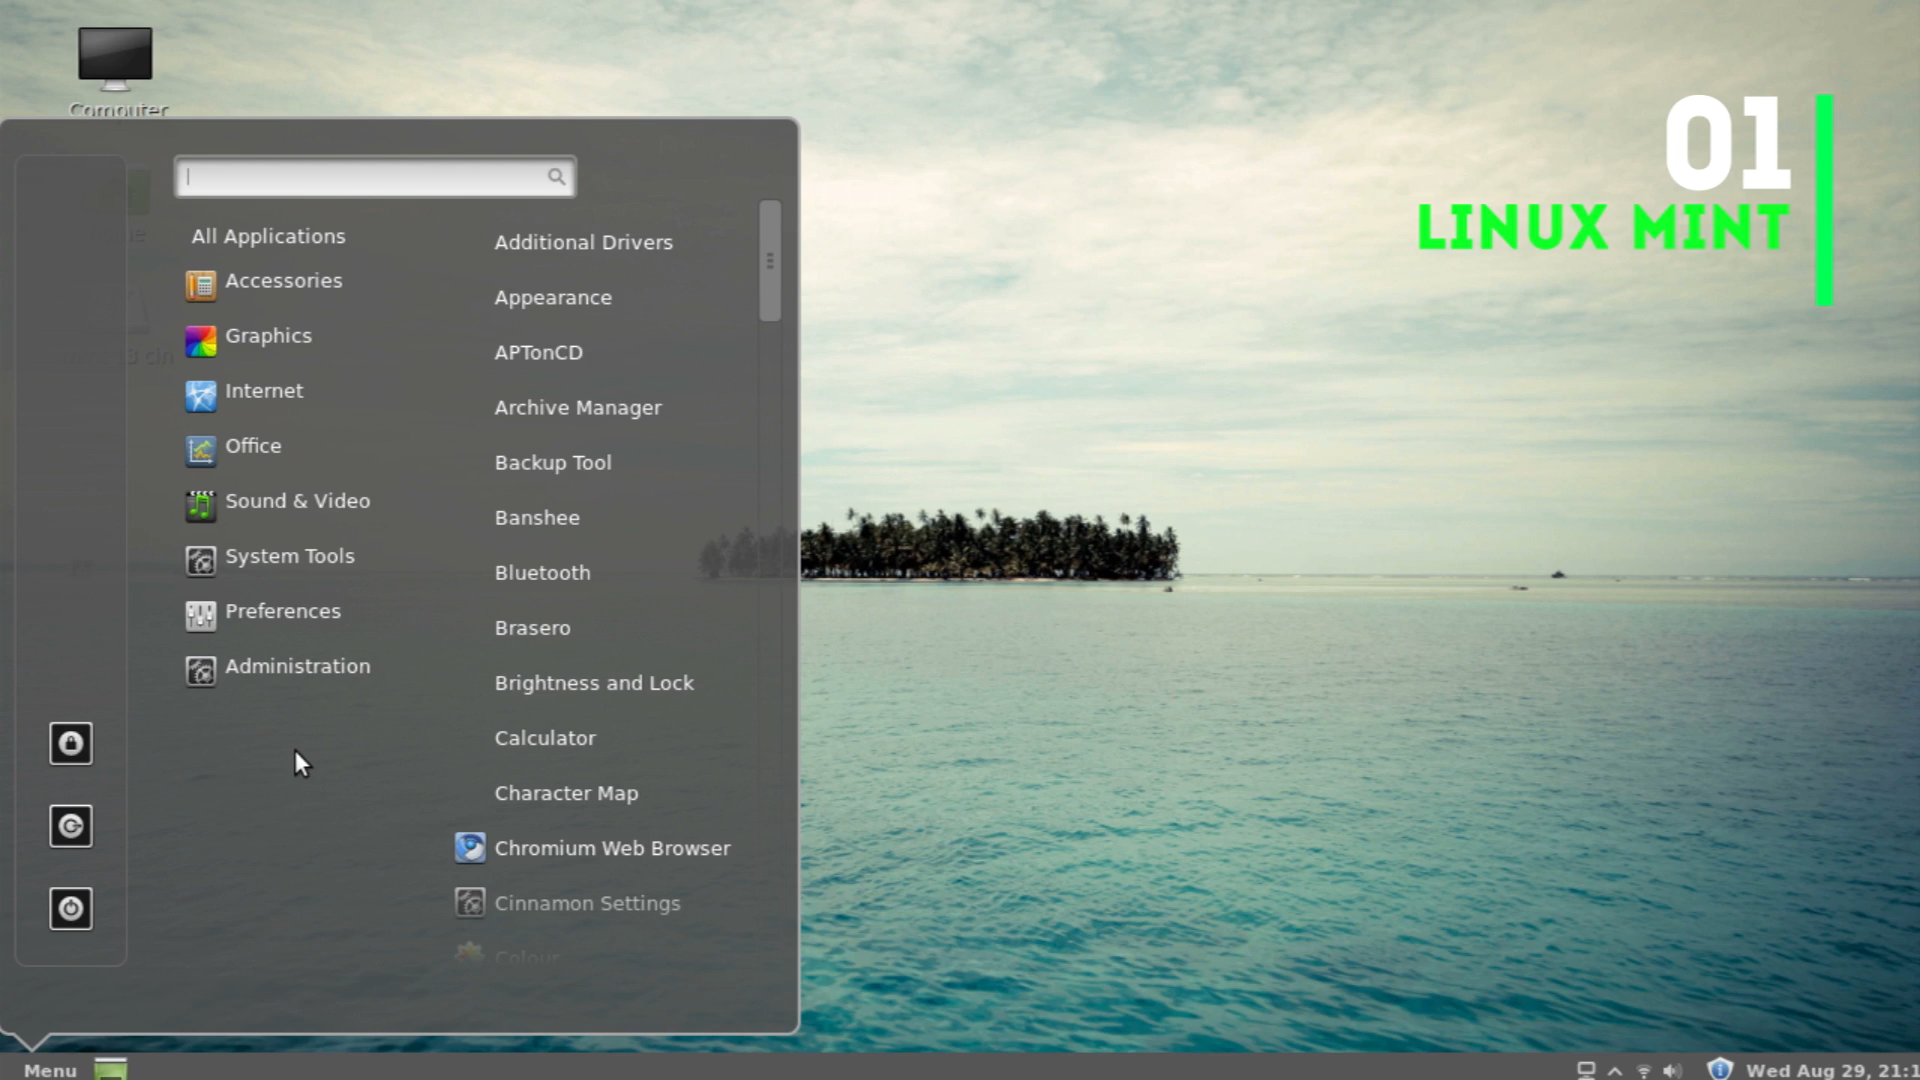 Computer
01
LINUX MINT
All Applications
Accessories
Graphics
Internet
Office
Sound & Video
System Tools
Preferences
Administration
Additional Drivers
Appearance
APTonCD
Archive Manager
Backup Tool
Banshee
Bluetooth
Brasero
Brightness and Lock
Calculator
Character Map
Chromium Web Browser
Cinnamon Settings
Colour
Menu
Wed Aug 29, 21:1